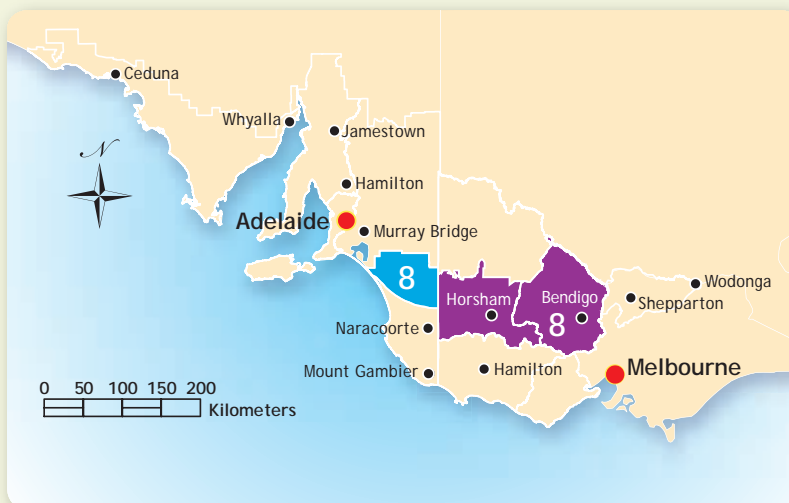 Ceduna
Whyalla
Jamestown
N
Hamilton
Adelaide
Murray Bridge
8
Horsham
Bendigo
8
Wodonga
Shepparton
Naracoorte
Mount Gambier
Hamilton
Melbourne
0 50 100 150 200
Kilometers